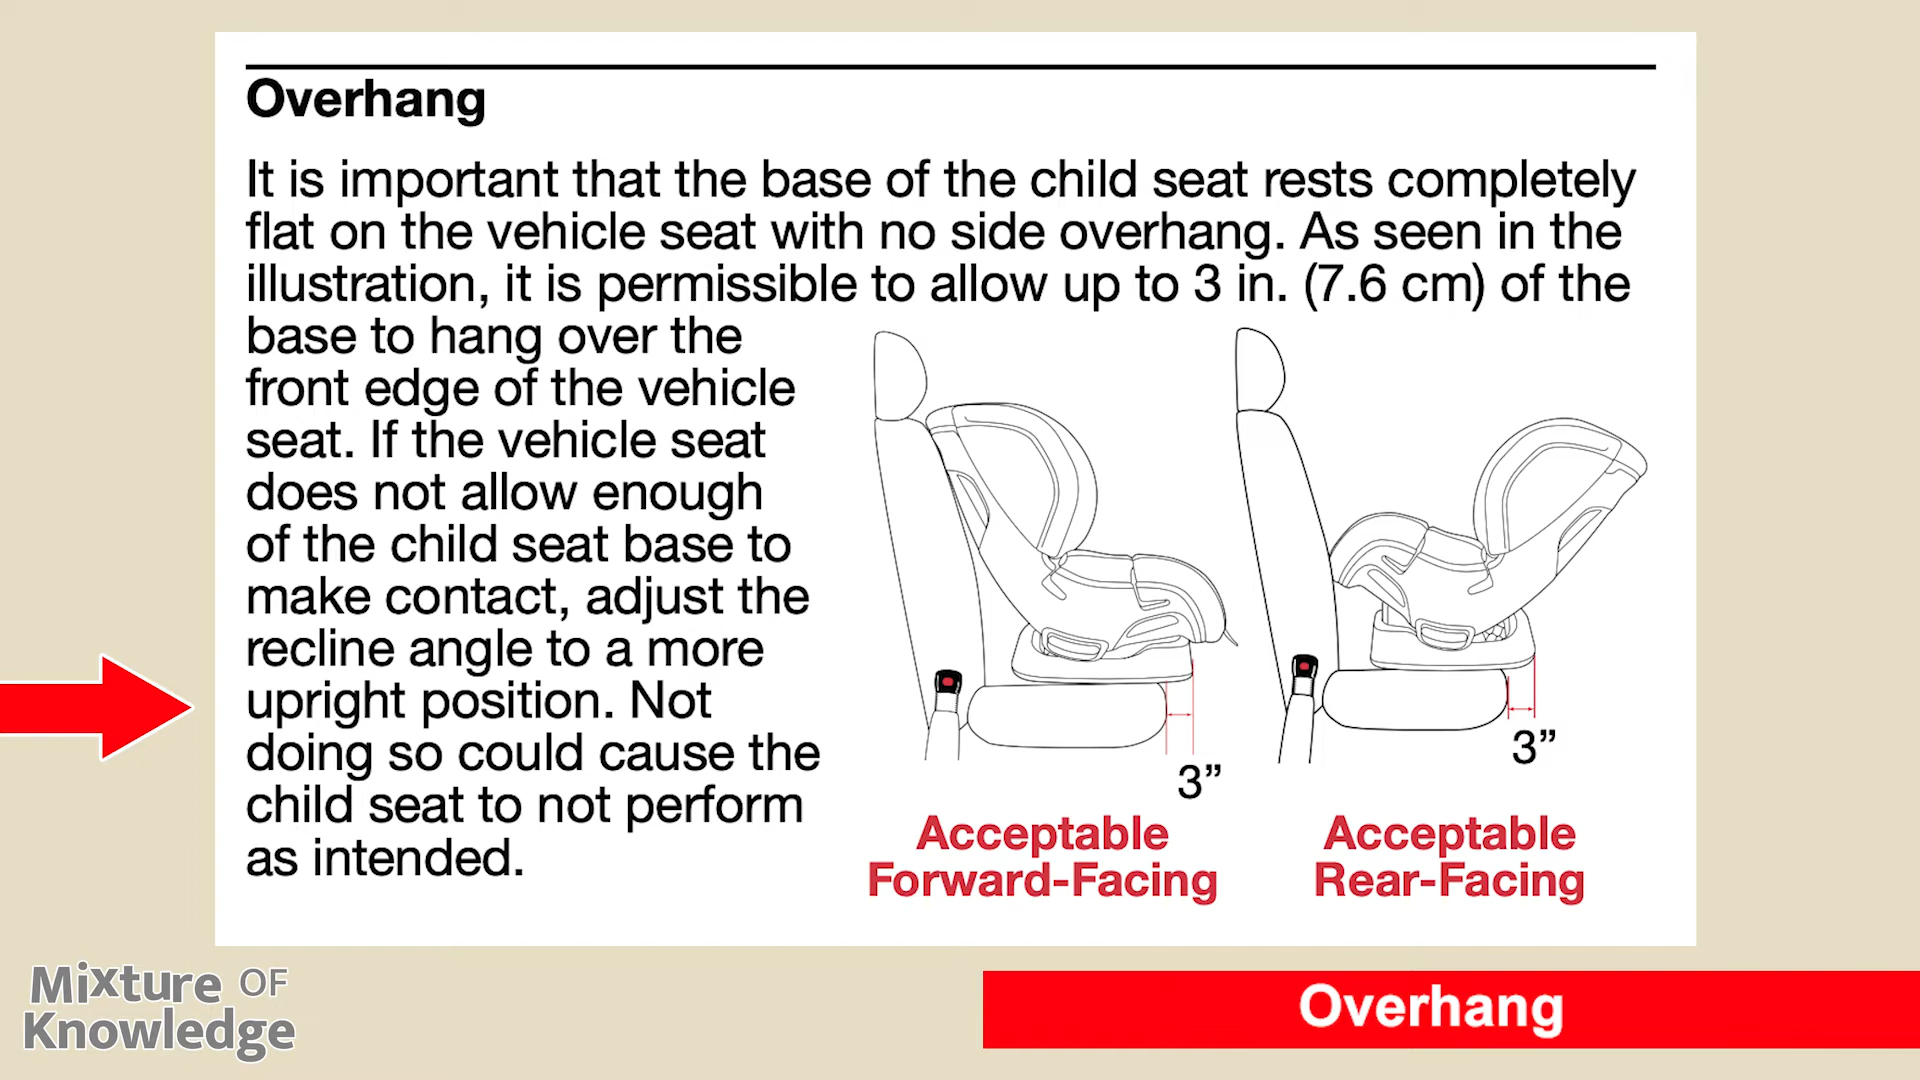 Overhang
It is important that the base of the child seat rests completely
flat on the vehicle seat with no side overhang. As seen in the
illustration, it is permissible to allow up to 3 in. (7.6 cm) of the
base to hang over the
front edge of the vehicle
seat. If the vehicle seat
does not allow enough
of the child seat base to
make contact, adjust the
recline angle to a more
upright position. Not
doing so could cause the
child seat to not perform
as intended.
3”
Acceptable
Forward-Facing
3”
Acceptable
Rear-Facing
Mixture OF
Knowledge
Overhang